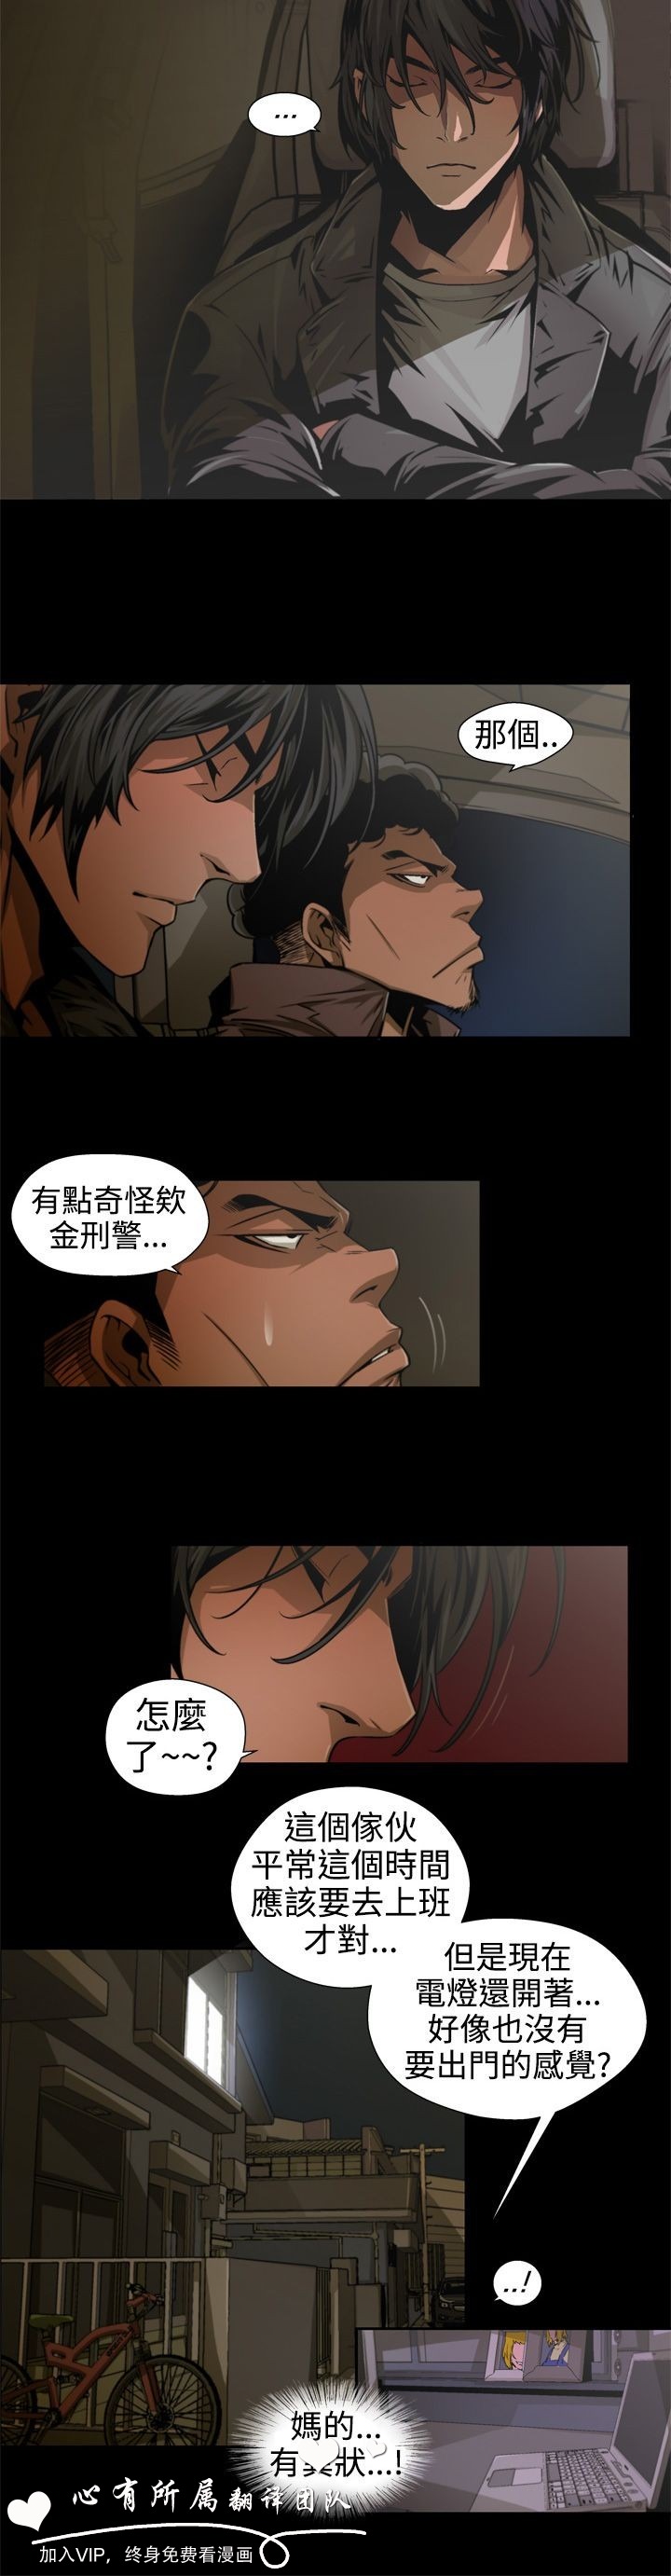 ...
那個..
有點奇怪欸
金刑警...
怎麼
了~~?
這個傢伙
平常這個時間
應該要去上班
才對...
但是現在
電燈還開著...
好像也沒有
要出門的感覺?
..!
媽的...
有 狀...!
心有所属翻译团队
加入VIP，终身免费看漫画